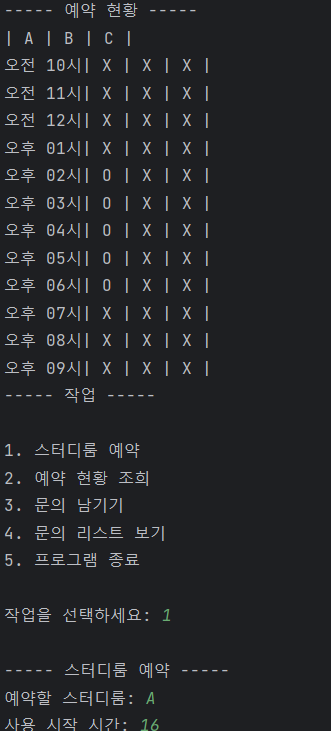 ----- 예약 현황 -----
| A | B | C |
오전 10시| X | X | X |
오전 11시| X | X | X |
오전 12시| X | X | X |
오후 01시| X | X | X |
오후 02시| O | X | X |
오후 03시| O | X | X |
오후 04시| O | X | X |
오후 05시| O | X | X |
오후 06시| O | X | X |
오후 07시| X | X | X |
오후 08시| X | X | X |
오후 09시| X | X | X |
----- 작업 -----
1. 스터디룸 예약
2. 예약 현황 조회
3. 문의 남기기
4. 문의 리스트 보기
5. 프로그램 종료
작업을 선택하세요: 1
----- 스터디룸 예약 -----
예약할 스터디룸: A
사용 시작 시간: 16